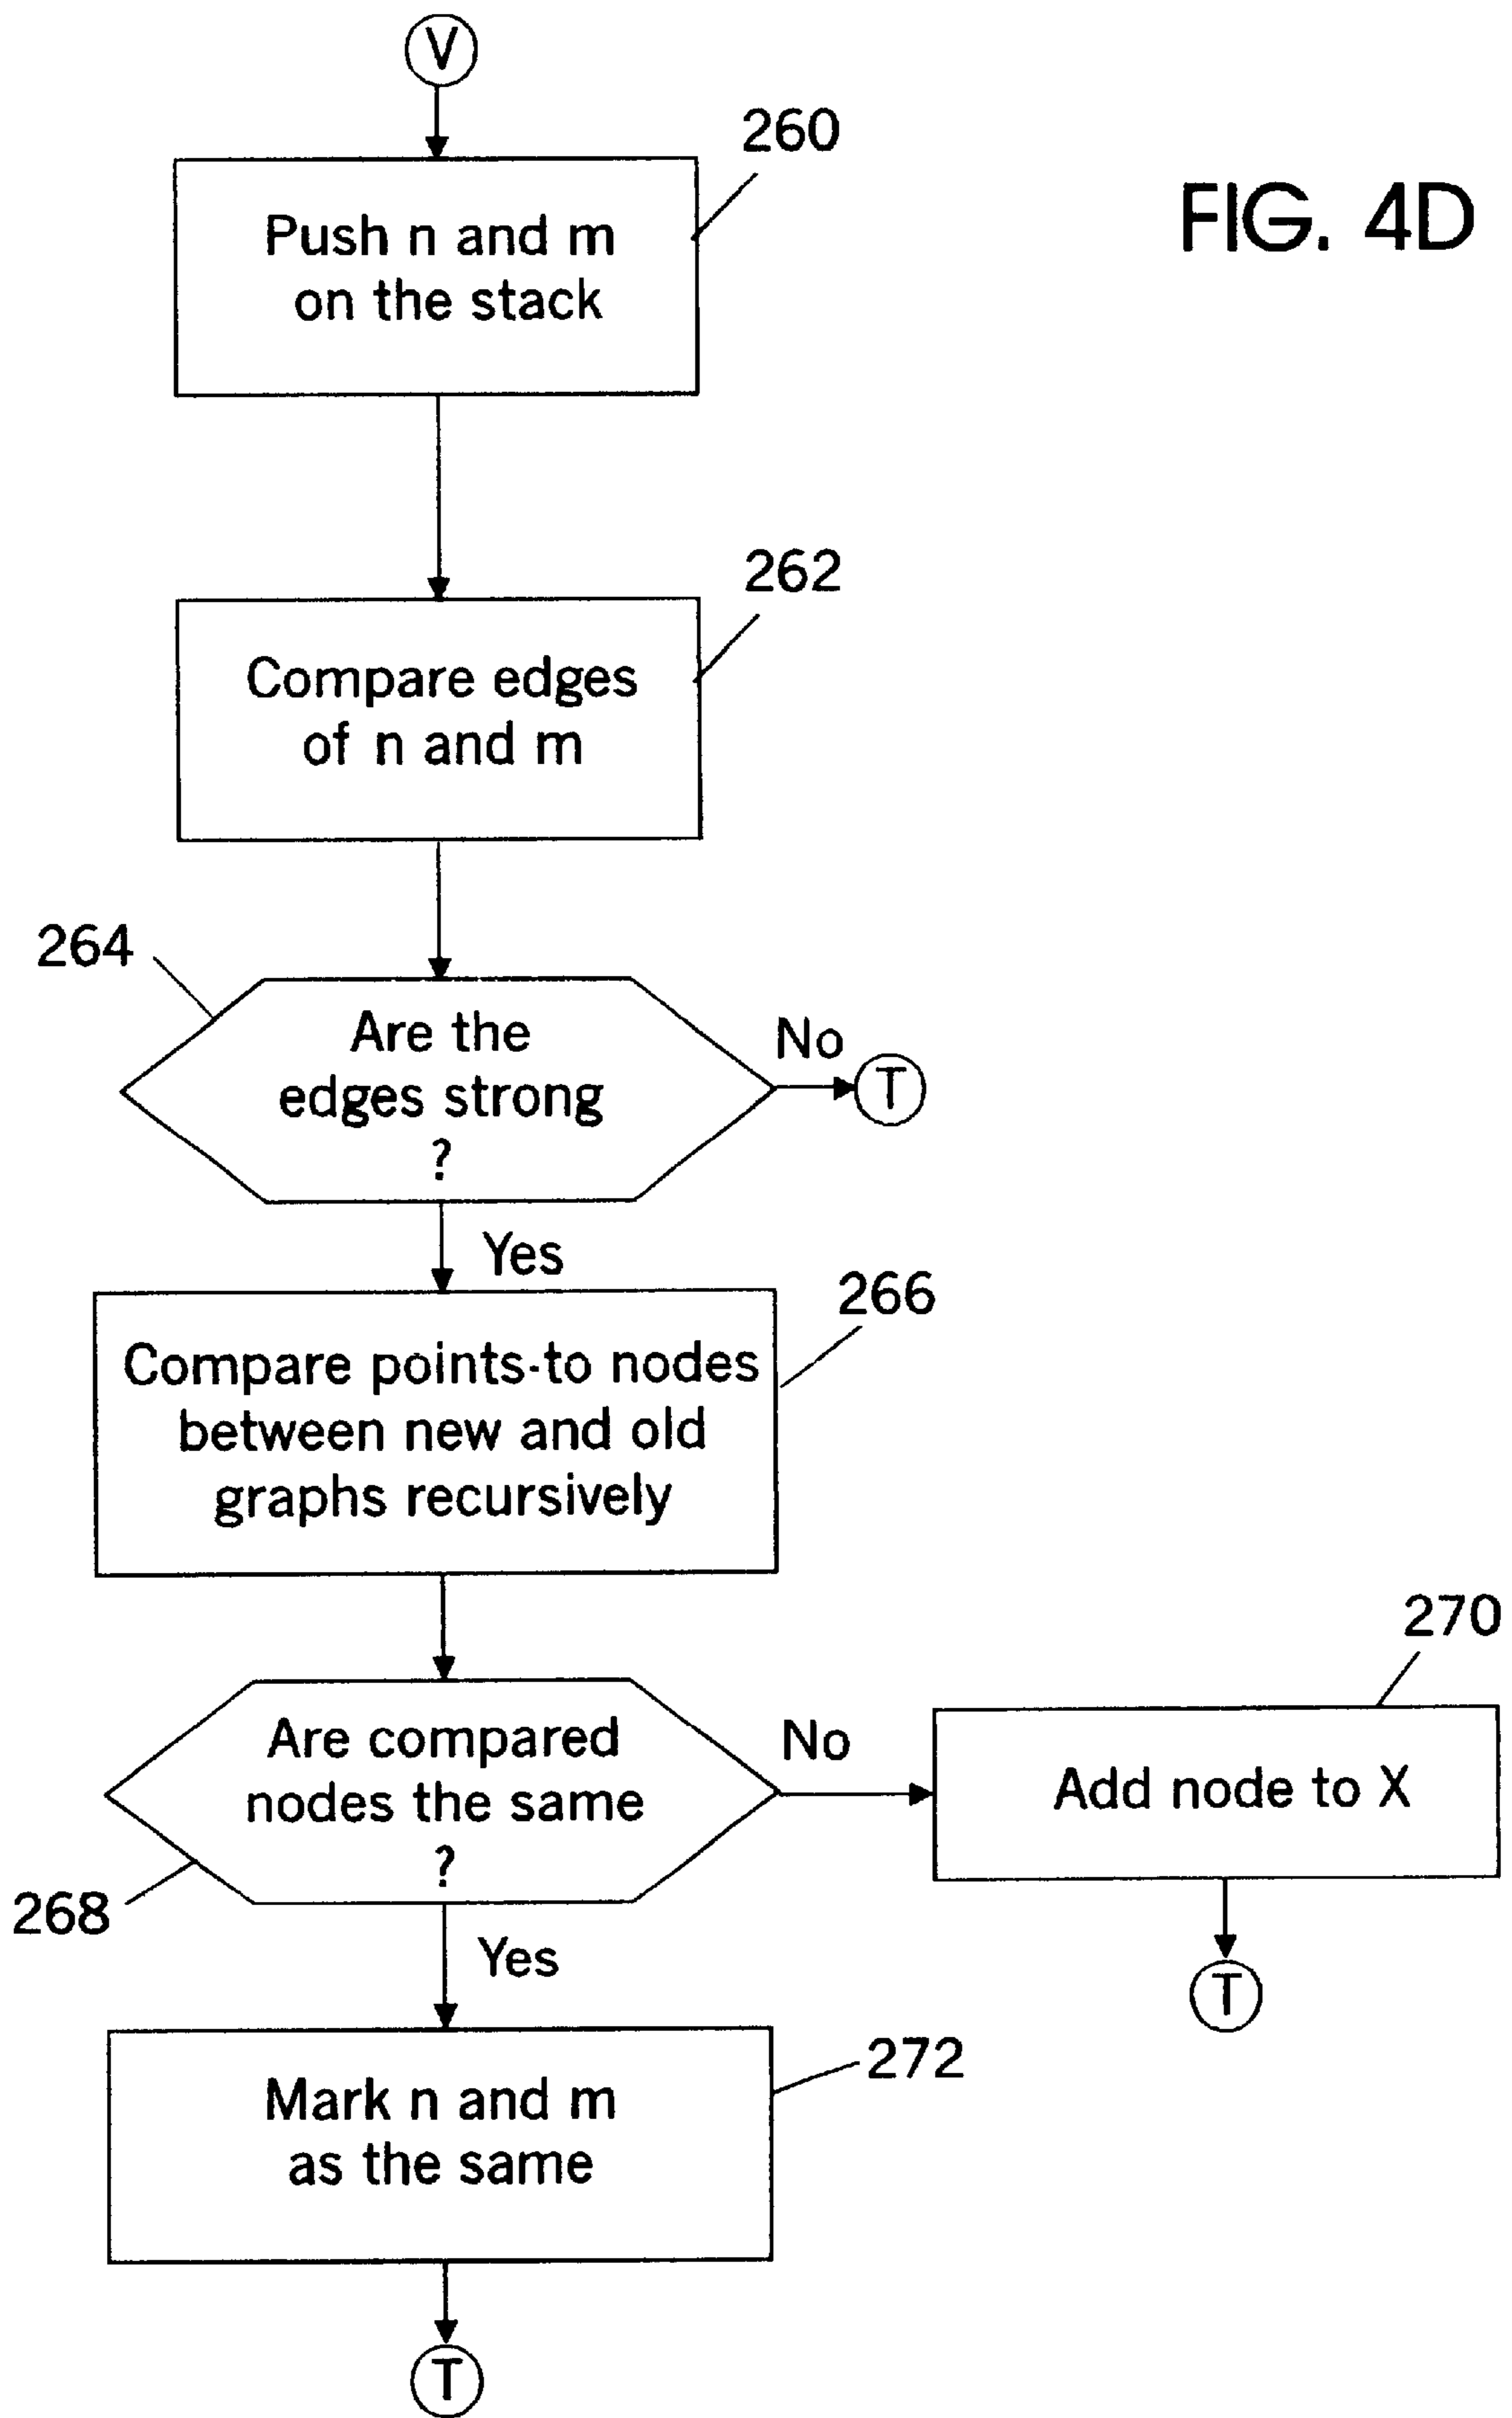 V
260
FIG. 4D
Push n and m
on the stack
262
Compare edges
of n and m
264
Are the
edges strong
?
No
T
Yes
266
Compare points-to nodes
between new and old
graphs recursively
270
Are compared
nodes the same
?
No
Add node to X
268
Yes
T
272
Mark n and m
as the same
T